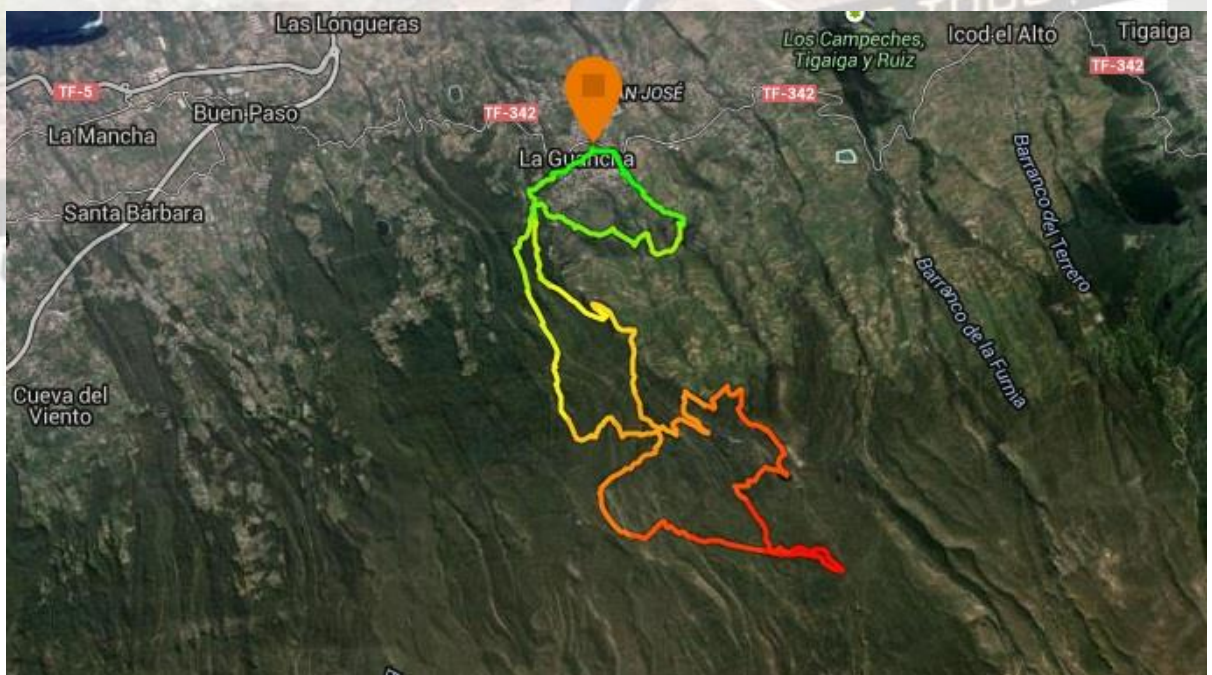 Las Longueras
Los Campeches,
Tigaiga y Ruiz
Icod el Alto
Tigaiga
TF-342
TF-5
AN JOSÉ
TF-342
Buen Paso
TF-342
La Mancha
La Guancha
Barranco del Terrero
Santa Bárbara
Barranco de la Furnia
Cueva del
Viento